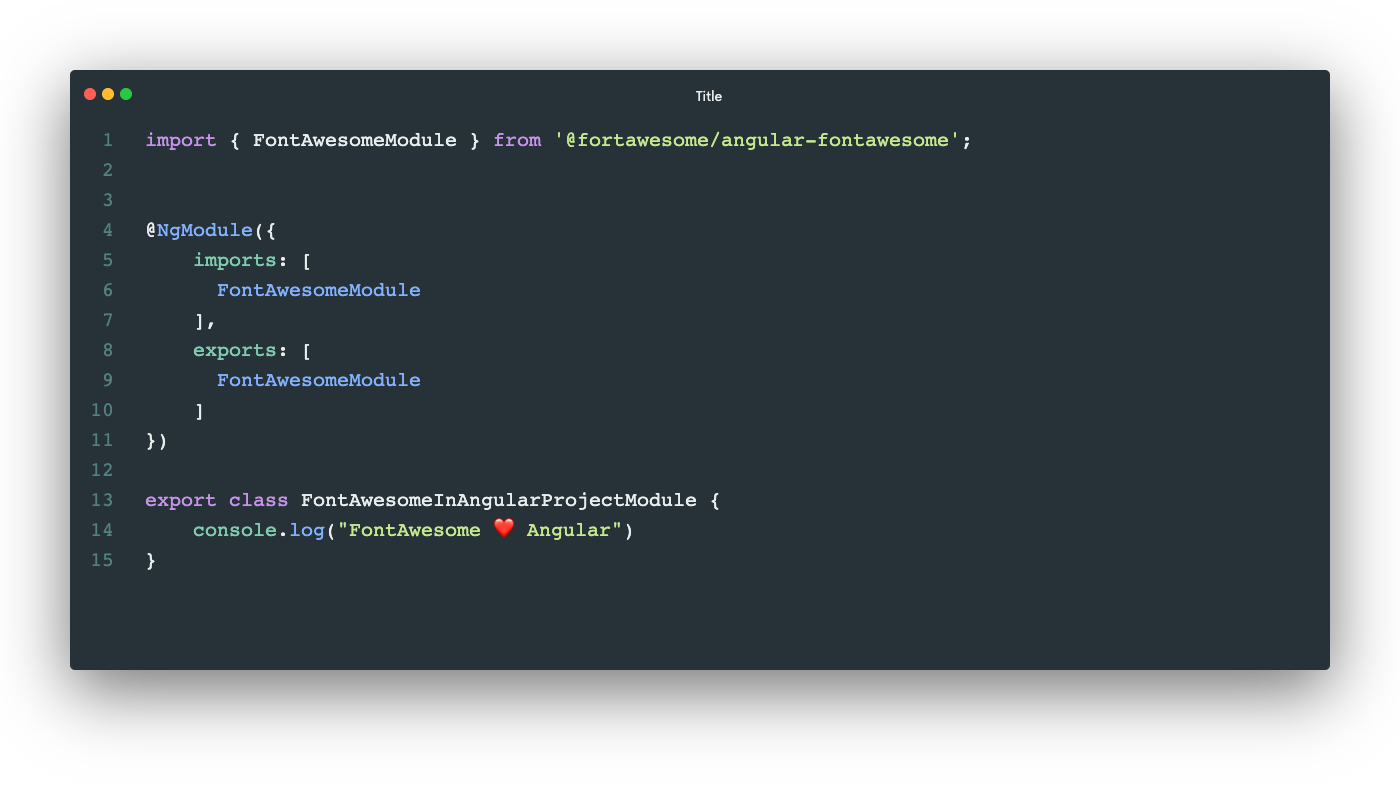 Title
1 import { FontAwesomeModule } from '@fortawesome/angular-fontawesome';
2
3
4 @NgModule({
5     imports: [
6       FontAwesomeModule
7     ],
8     exports: [
9       FontAwesomeModule
10     ]
11 })
12
13 export class FontAwesomeInAngularProjectModule {
14     console.log("FontAwesome ❤️ Angular")
15 }